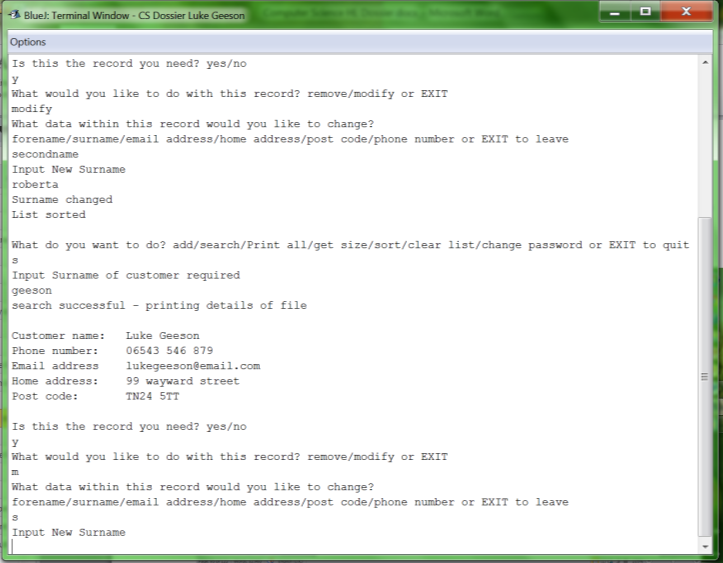 BlueJ: Terminal Window - CS Dossier Luke Geeson
Options
Is this the record you need? yes/no
y
What would you like to do with this record? remove/modify or EXIT
modify
What data within this record would you like to change?
forename/surname/email address/home address/post code/phone number or EXIT to leave
secondname
Input New Surname
roberta
Surname changed
List sorted
What do you want to do? add/search/Print all/get size/sort/clear list/change password or EXIT to quit
s
Input Surname of customer required
geeson
search successful - printing details of file
Customer name: Luke Geeson
Phone number: 06543 546 879
Email address lukegeeson@email.com
Home address: 99 wayward street
Post code: TN24 5TT
Is this the record you need? yes/no
y
What would you like to do with this record? remove/modify or EXIT
m
What data within this record would you like to change?
forename/surname/email address/home address/post code/phone number or EXIT to leave
s
Input New Surname